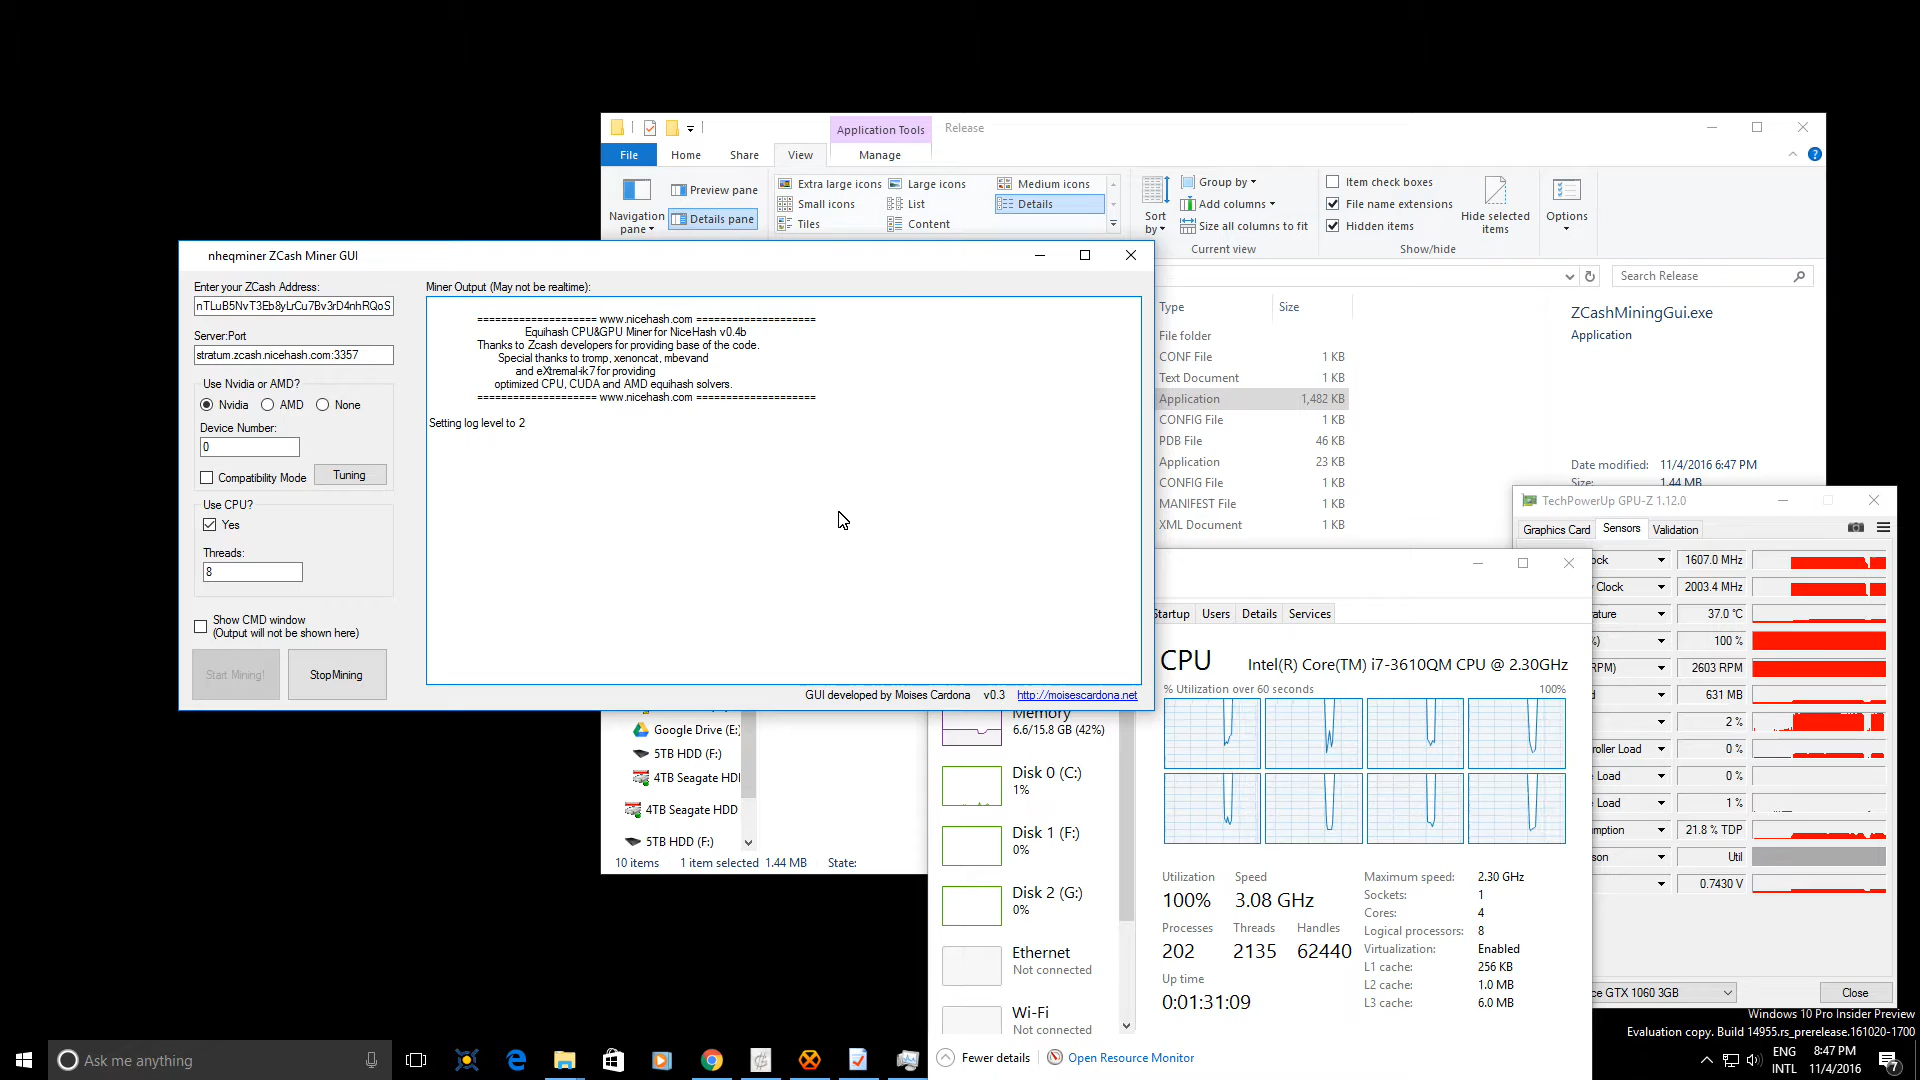 Application Tools
Release
File
Home
Share
View
Manage
Navigation pane
Preview pane
Details pane
Extra large icons
Large icons
Medium icons
Small icons
List
Details
Tiles
Content
Sort by
Group by
Add columns
Size all columns to fit
Current view
Item check boxes
File name extensions
Hidden items
Hide selected items
Show/hide
Options
Search Release
Type
Size
File folder
CONF File 1 KB
Text Document 1 KB
Application 1,482 KB
CONFIG File 1 KB
PDB File 46 KB
Application 23 KB
CONFIG File 1 KB
MANIFEST File 1 KB
XML Document 1 KB
ZCashMiningGui.exe
Application
Date modified: 11/4/2016 6:47 PM
Size: 1.44 MB
nheqminer ZCash Miner GUI
Enter your ZCash Address:
nTLuB5NvT3Eb8yLrCu7Bv3rD4nhRQoS
Server:Port
stratum.zcash.nicehash.com:3357
Use Nvidia or AMD?
Nvidia
AMD
None
Device Number:
0
Compatibility Mode
Tuning
Use CPU?
Yes
Threads:
8
Show CMD window
(Output will not be shown here)
Start Mining!
StopMining
Miner Output (May not be realtime):
==================== www.nicehash.com ====================
Equihash CPU&GPU Miner for NiceHash v0.4b
Thanks to Zcash developers for providing base of the code.
Special thanks to tromp, xenoncat, mbevand
and eXtremal-ik7 for providing
optimized CPU, CUDA and AMD equihash solvers.
==================== www.nicehash.com ====================
Setting log level to 2
GUI developed by Moises Cardona v0.3 http://moisescardona.net
Google Drive (E:)
5TB HDD (F:)
4TB Seagate HDD
4TB Seagate HDD
5TB HDD (F:)
10 items
1 item selected 1.44 MB
State:
TechPowerUp GPU-Z 1.12.0
Graphics Card
Sensors
Validation
ock 1607.0 MHz
y Clock 2003.4 MHz
ature 37.0 °C
%) 100 %
RPM) 2603 RPM
d 631 MB
2 %
roller Load 0 %
e Load 0 %
e Load 1 %
mption 21.8 % TDP
son Util
0.7430 V
ce GTX 1060 3GB
Close
Startup
Users
Details
Services
Memory
6.6/15.8 GB (42%)
Disk 0 (C:)
1%
Disk 1 (F:)
0%
Disk 2 (G:)
0%
Ethernet
Not connected
Wi-Fi
Not connected
CPU
Intel(R) Core(TM) i7-3610QM CPU @ 2.30GHz
% Utilization over 60 seconds
100%
Utilization
100%
Speed
3.08 GHz
Processes
202
Threads
2135
Handles
62440
Up time
0:01:31:09
Maximum speed: 2.30 GHz
Sockets: 1
Cores: 4
Logical processors: 8
Virtualization: Enabled
L1 cache: 256 KB
L2 cache: 1.0 MB
L3 cache: 6.0 MB
Fewer details
Open Resource Monitor
Windows 10 Pro Insider Preview
Evaluation copy. Build 14955.rs_prerelease.161020-1700
Ask me anything
ENG
INTL
8:47 PM
11/4/2016
7